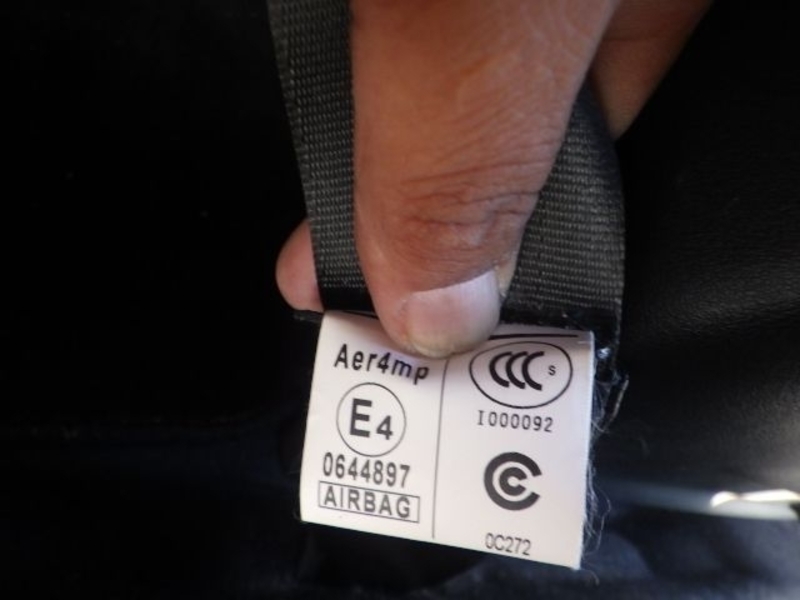 Aer4mp
E4
0644897
AIRBAG
CCC S
I000092
0C272